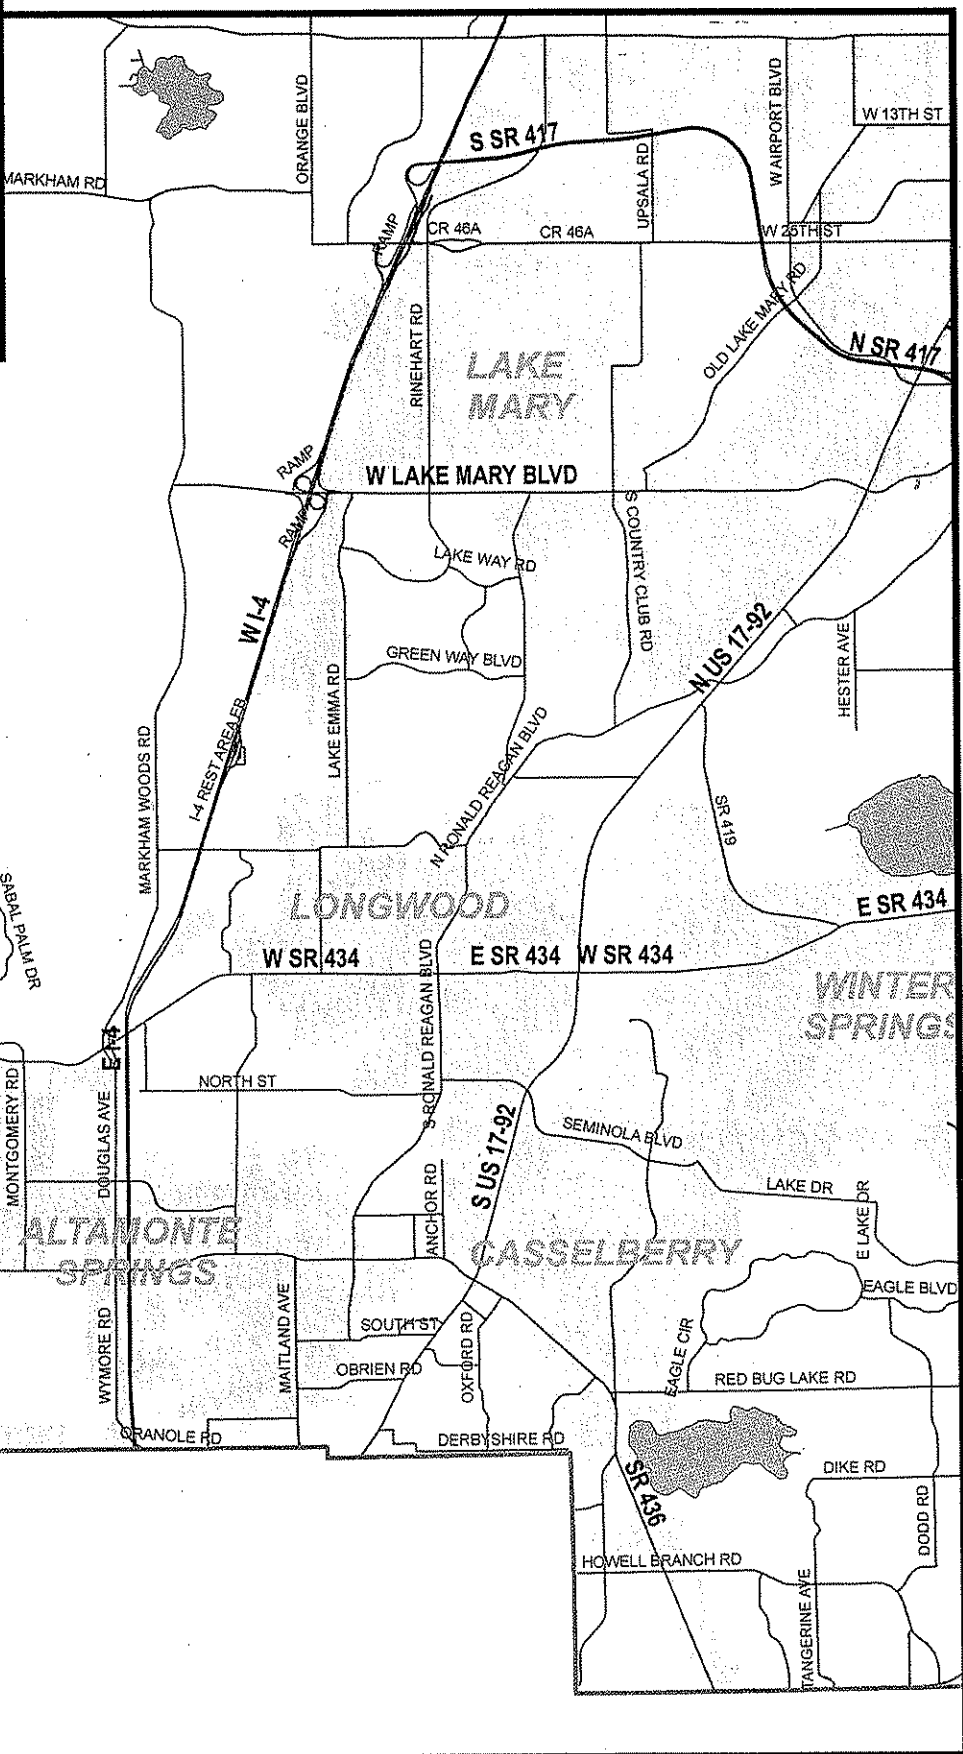 S SR 417
W 13TH ST
ORANGE BLVD
W AIRPORT BLVD
MARKHAM RD
UPSALA RD
RAMP
CR 46A
CR 46A
W 25TH ST
OLD LAKE MARY RD
RINEHART RD
N SR 417
LAKE
MARY
RAMP
W LAKE MARY BLVD
RAMP
S COUNTRY CLUB RD
LAKE WAY RD
W I-4
N US 17-92
GREEN WAY BLVD
HESTER AVE
LAKE EMMA RD
I-4 REST AREA EB
N RONALD REAGAN BLVD
MARKHAM WOODS RD
SR 419
SABAL PALM DR
LONGWOOD
E SR 434
W SR 434
E SR 434
W SR 434
S RONALD REAGAN BLVD
WINTER
SPRINGS
E I-4
NORTH ST
MONTGOMERY RD
DOUGLAS AVE
S US 17-92
SEMINOLA BLVD
LAKE DR
ANCHOR RD
E LAKE DR
ALTAMONTE
SPRINGS
CASSELBERRY
EAGLE BLVD
WYMORE RD
MAITLAND AVE
SOUTH ST
OXFORD RD
EAGLE CIR
OBRIEN RD
RED BUG LAKE RD
ORANOLE RD
DERBYSHIRE RD
DIKE RD
SR 436
DODD RD
HOWELL BRANCH RD
TANGERINE AVE